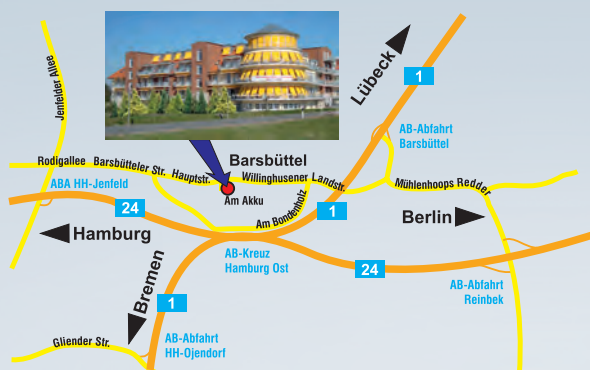 Lübeck
1
Jenfelder Allee
AB-Abfahrt
Barsbüttel
Rodigallee
Barsbütteler Str.
Hauptstr.
Barsbüttel
Willinghusener
Landstr.
Mühlenhoops Redder
ABA HH-Jenfeld
Am Akku
24
Am Bondenholz
1
Berlin
Hamburg
AB-Kreuz
Hamburg Ost
24
Bremen
AB-Abfahrt
Reinbek
1
Gliender Str.
AB-Abfahrt
HH-Ojendorf